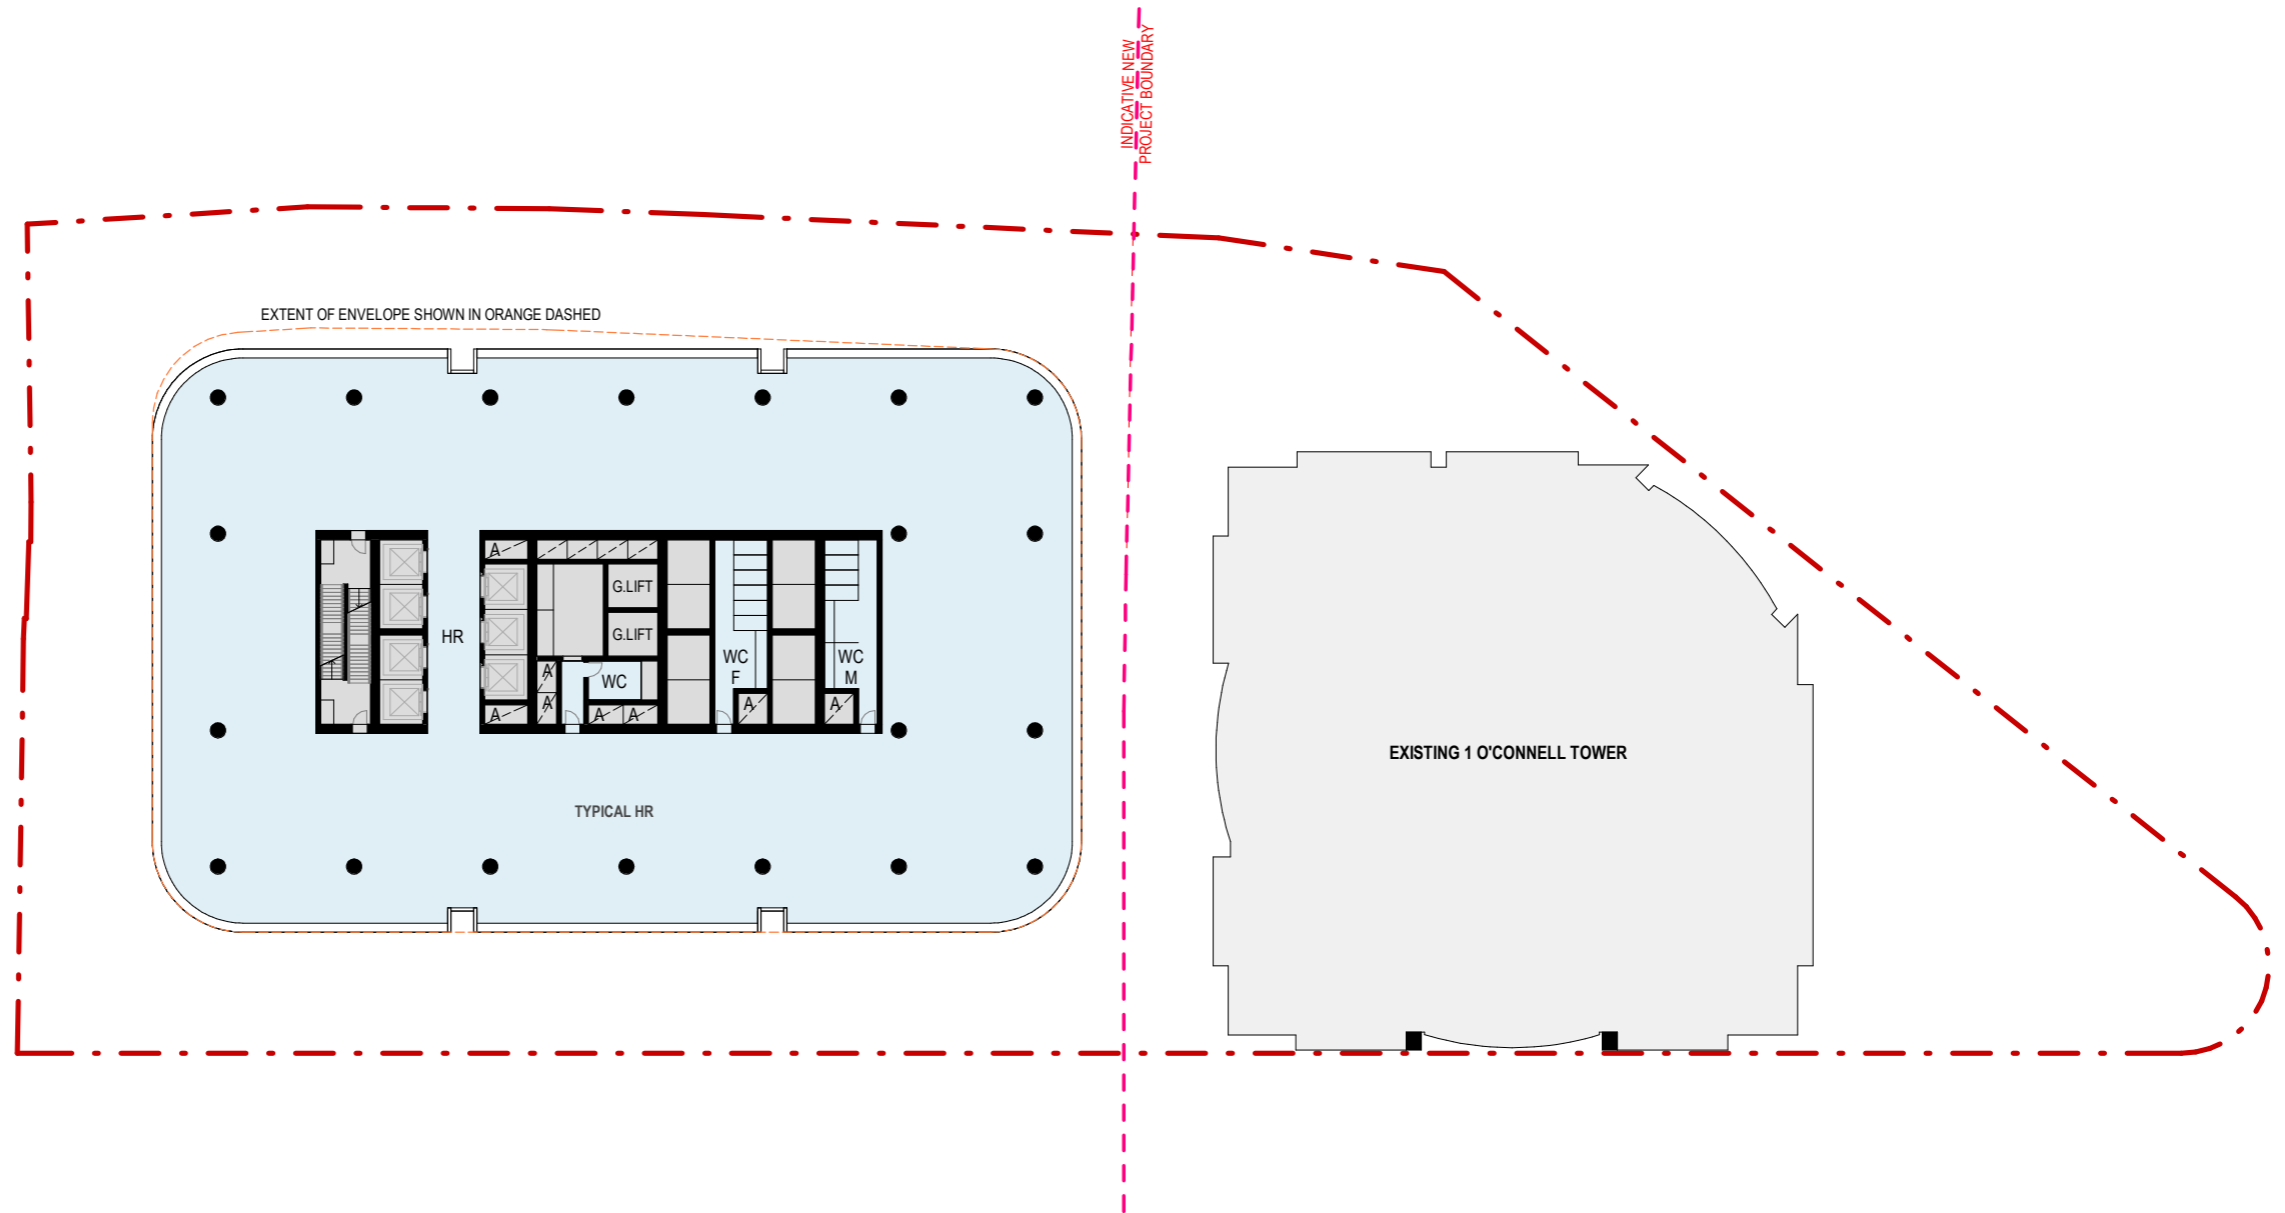 INDICATIVE NEW
PROJECT BOUNDARY
EXTENT OF ENVELOPE SHOWN IN ORANGE DASHED
A
G.LIFT
G.LIFT
HR
WC
F
WC
M
A
WC
A
A
A
A
A
A
EXISTING 1 O'CONNELL TOWER
TYPICAL HR